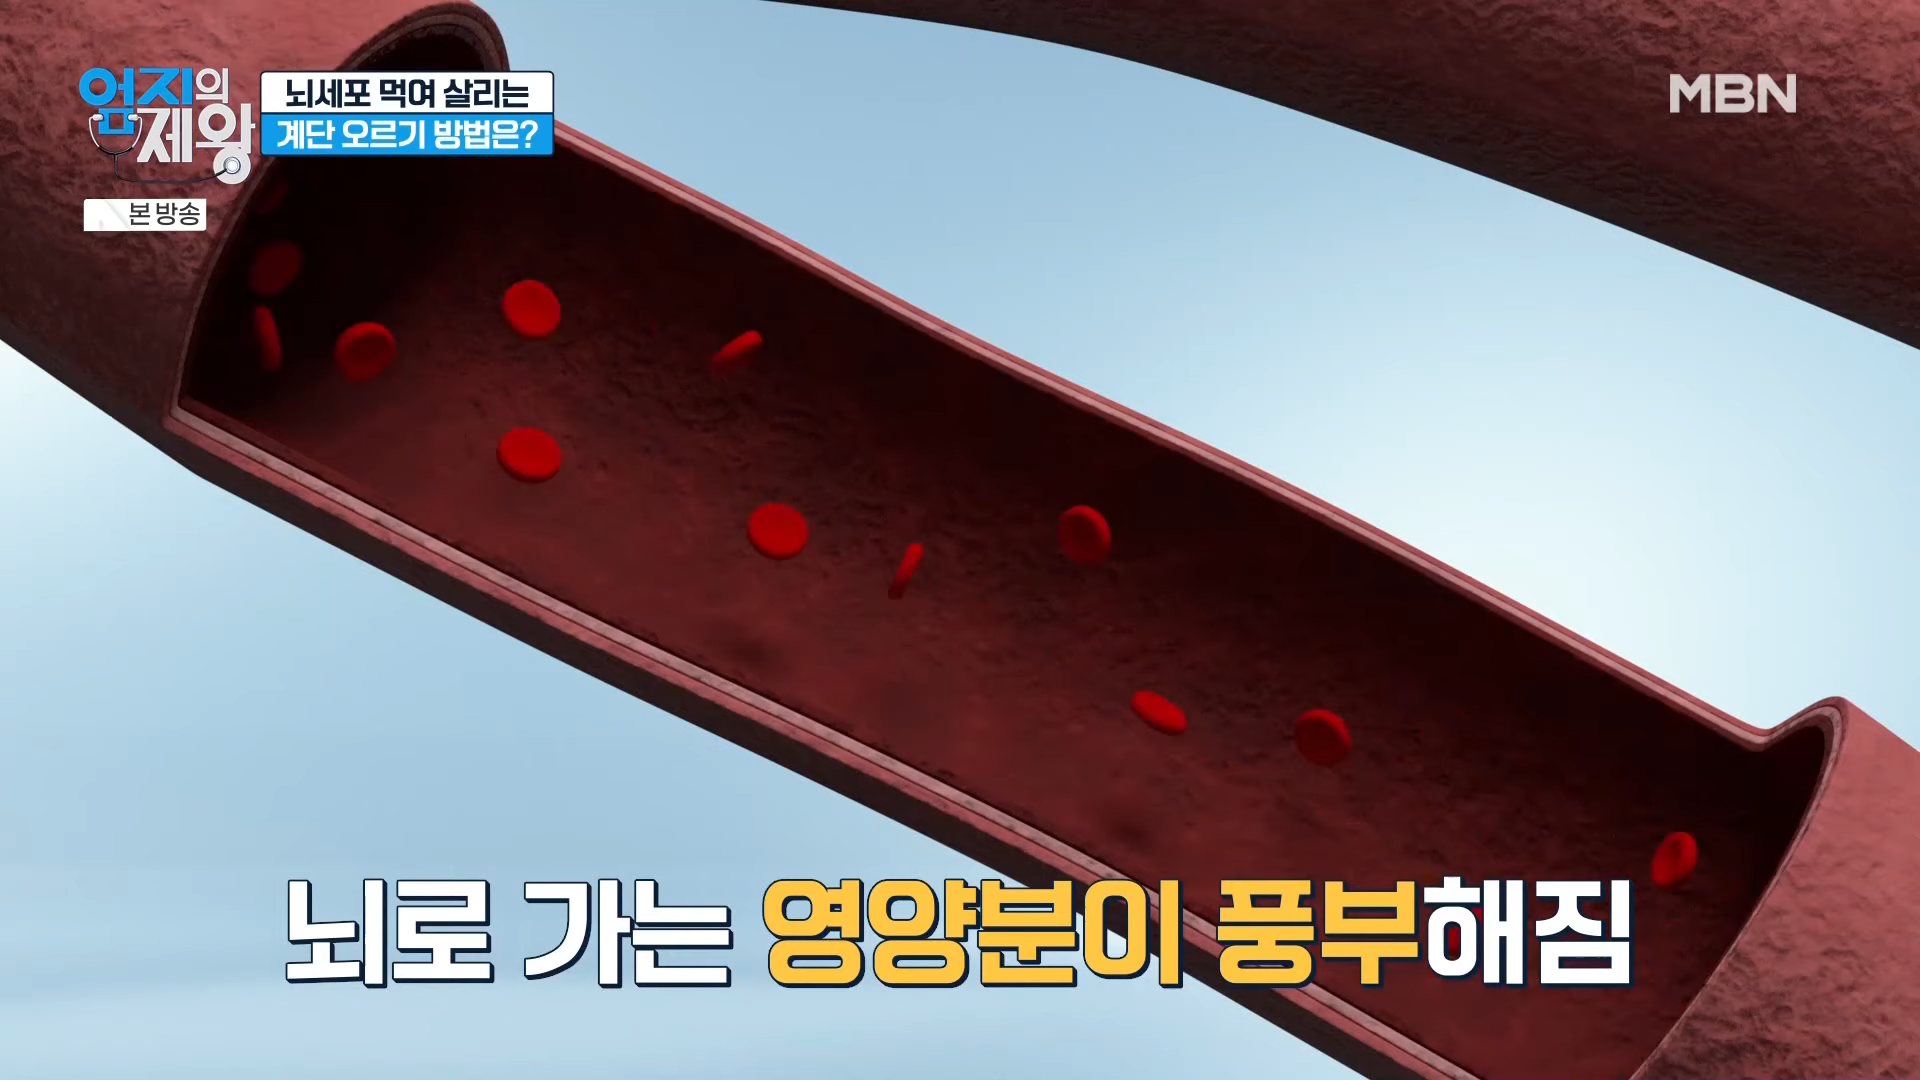 엄지의
제왕
뇌세포 먹여 살리는
계단 오르기 방법은?
본 방송
MBN
뇌로 가는 영양분이 풍부해짐